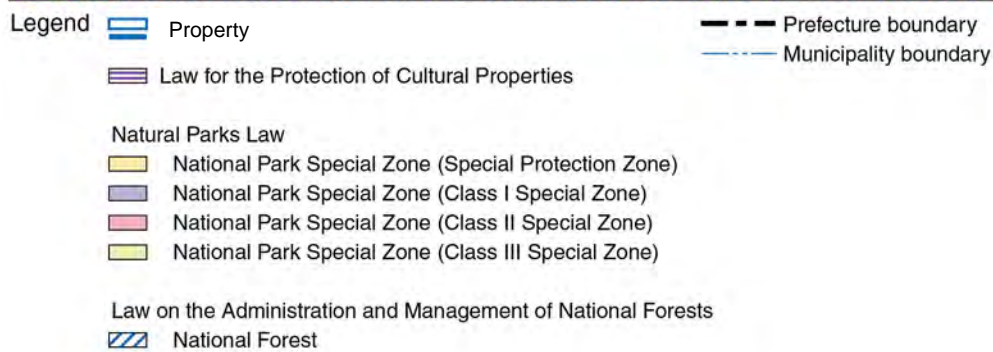 Legend
Property
Law for the Protection of Cultural Properties
Natural Parks Law
National Park Special Zone (Special Protection Zone)
National Park Special Zone (Class I Special Zone)
National Park Special Zone (Class II Special Zone)
National Park Special Zone (Class III Special Zone)
Law on the Administration and Management of National Forests
National Forest
Prefecture boundary
Municipality boundary